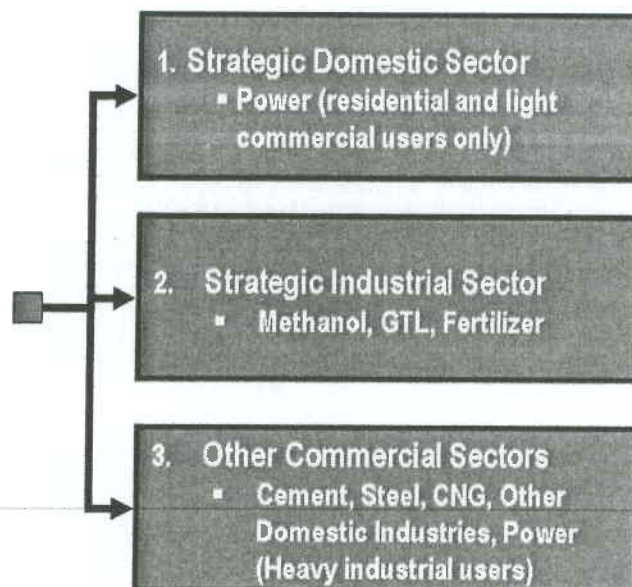 1. Strategic Domestic Sector
▪ Power (residential and light
commercial users only)
2. Strategic Industrial Sector
▪ Methanol, GTL, Fertilizer
3. Other Commercial Sectors
▪ Cement, Steel, CNG, Other
Domestic Industries, Power
(Heavy industrial users)